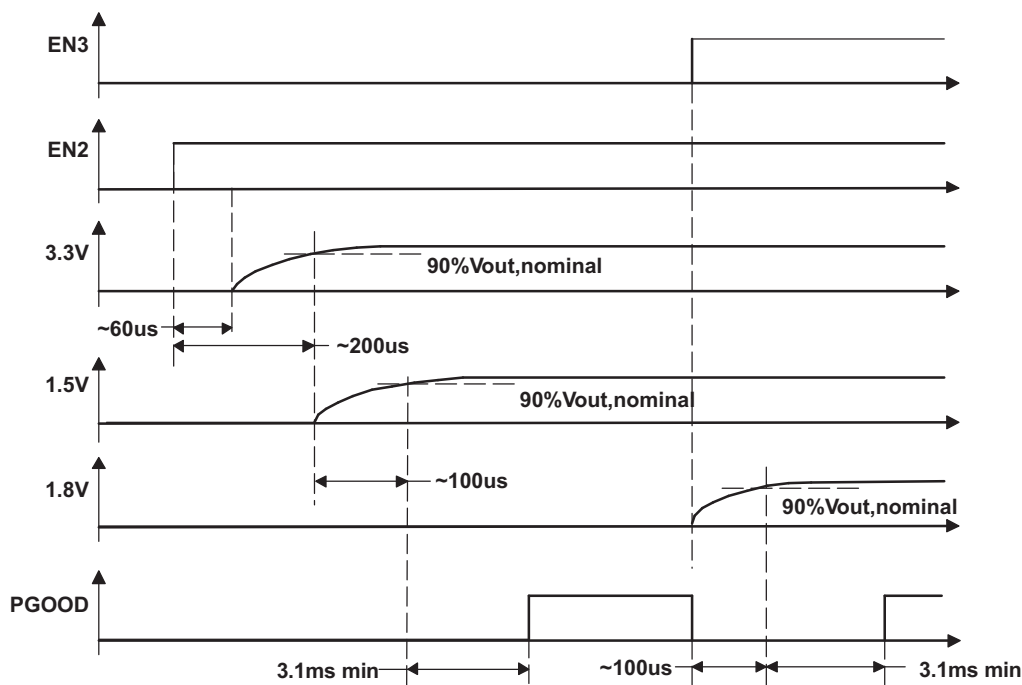 EN3
EN2
3.3V
90%Vout,nominal
~60us
~200us
1.5V
90%Vout,nominal
~100us
1.8V
90%Vout,nominal
PGOOD
3.1ms min
~100us
3.1ms min